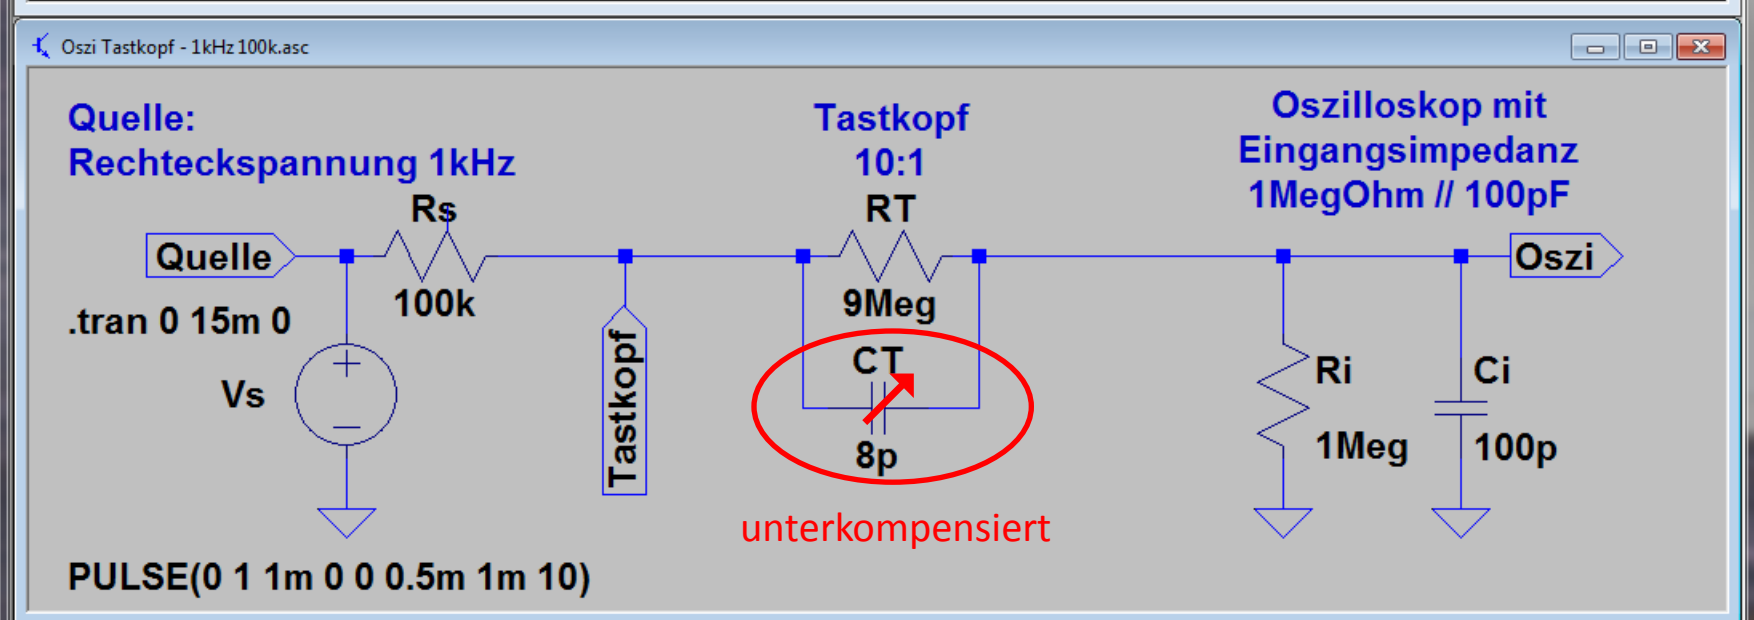 Oszi Tastkopf - 1kHz 100k.asc
Quelle:
Rechteckspannung 1kHz
Tastkopf
10:1
Oszilloskop mit
Eingangsimpedanz
1MegOhm // 100pF
Rs
RT
Quelle
Oszi
100k
9Meg
.tran 0 15m 0
Tastkopf
CT
Vs
Ri
Ci
8p
1Meg
100p
unterkompensiert
PULSE(0 1 1m 0 0 0.5m 1m 10)